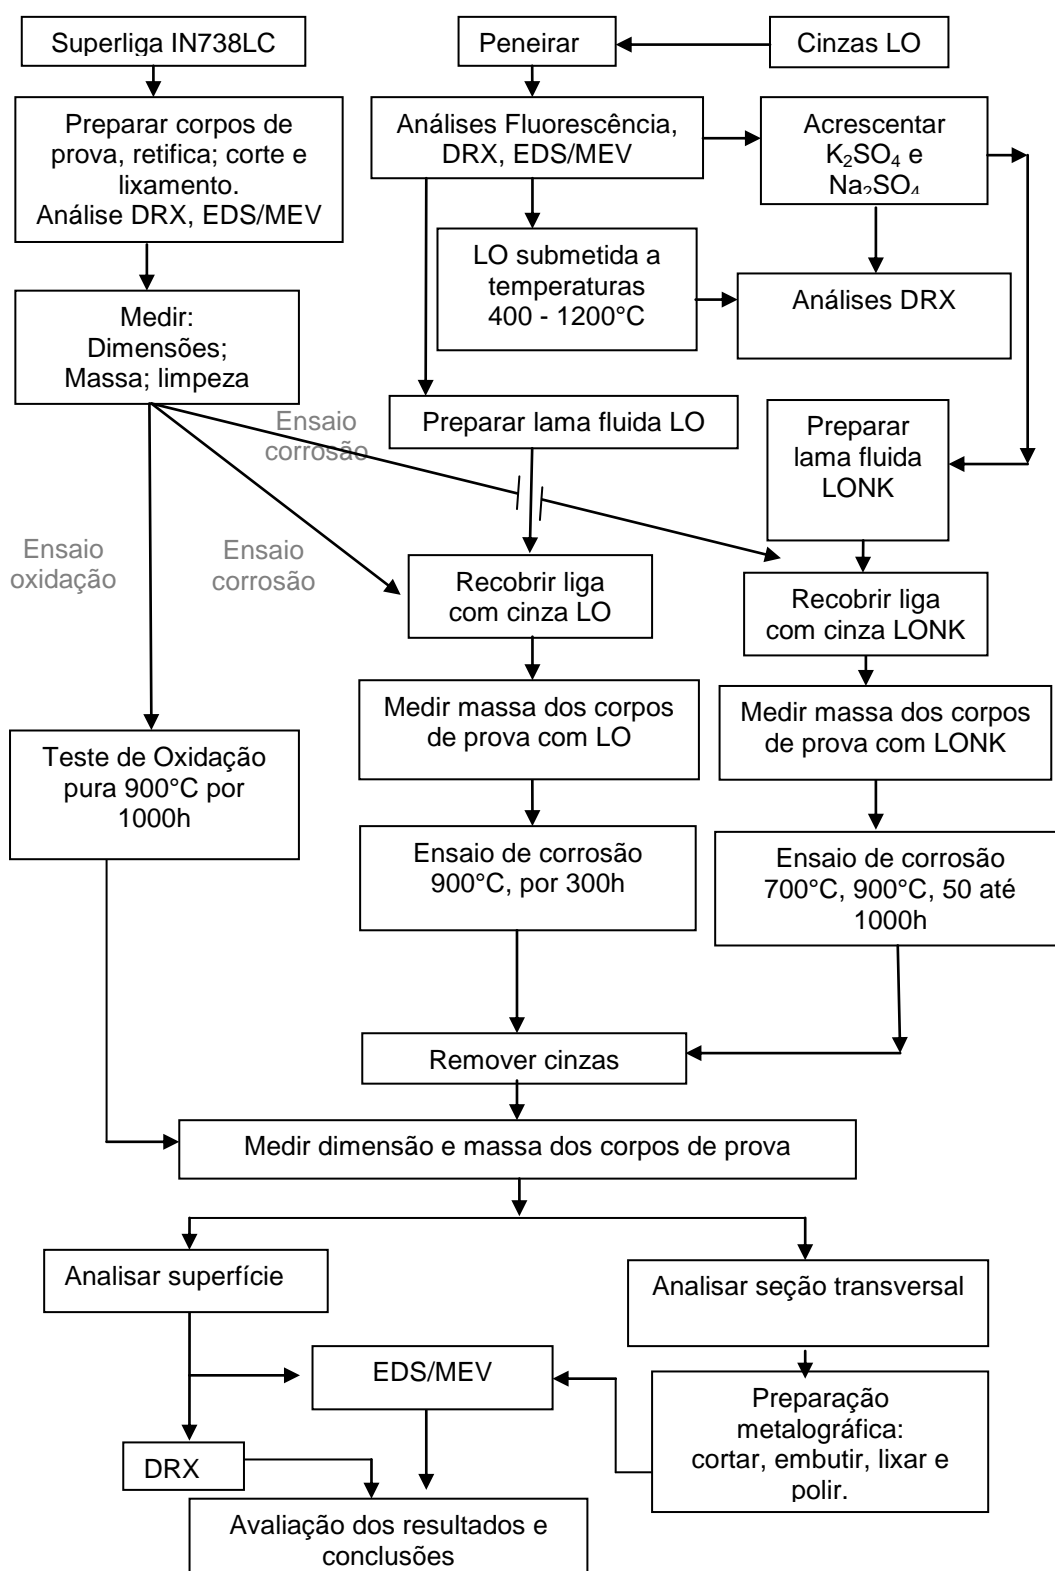 Superliga IN738LC
Peneirar
Cinzas LO
Preparar corpos de
prova, retifica; corte e
lixamento.
Análise DRX, EDS/MEV
Análises Fluorescência,
DRX, EDS/MEV
Acrescentar
K₂SO₄ e
Na₂SO₄
LO submetida a
temperaturas
400 - 1200°C
Análises DRX
Medir:
Dimensões;
Massa; limpeza
Ensaio
corrosão
Preparar lama fluida LO
Preparar
lama fluida
LONK
Ensaio
oxidação
Ensaio
corrosão
Recobrir liga
com cinza LO
Recobrir liga
com cinza LONK
Medir massa dos corpos
de prova com LO
Medir massa dos corpos
de prova com LONK
Teste de Oxidação
pura 900°C por
1000h
Ensaio de corrosão
900°C, por 300h
Ensaio de corrosão
700°C, 900°C, 50 até
1000h
Remover cinzas
Medir dimensão e massa dos corpos de prova
Analisar superfície
Analisar seção transversal
EDS/MEV
Preparação
metalográfica:
cortar, embutir, lixar e
polir.
DRX
Avaliação dos resultados e
conclusões